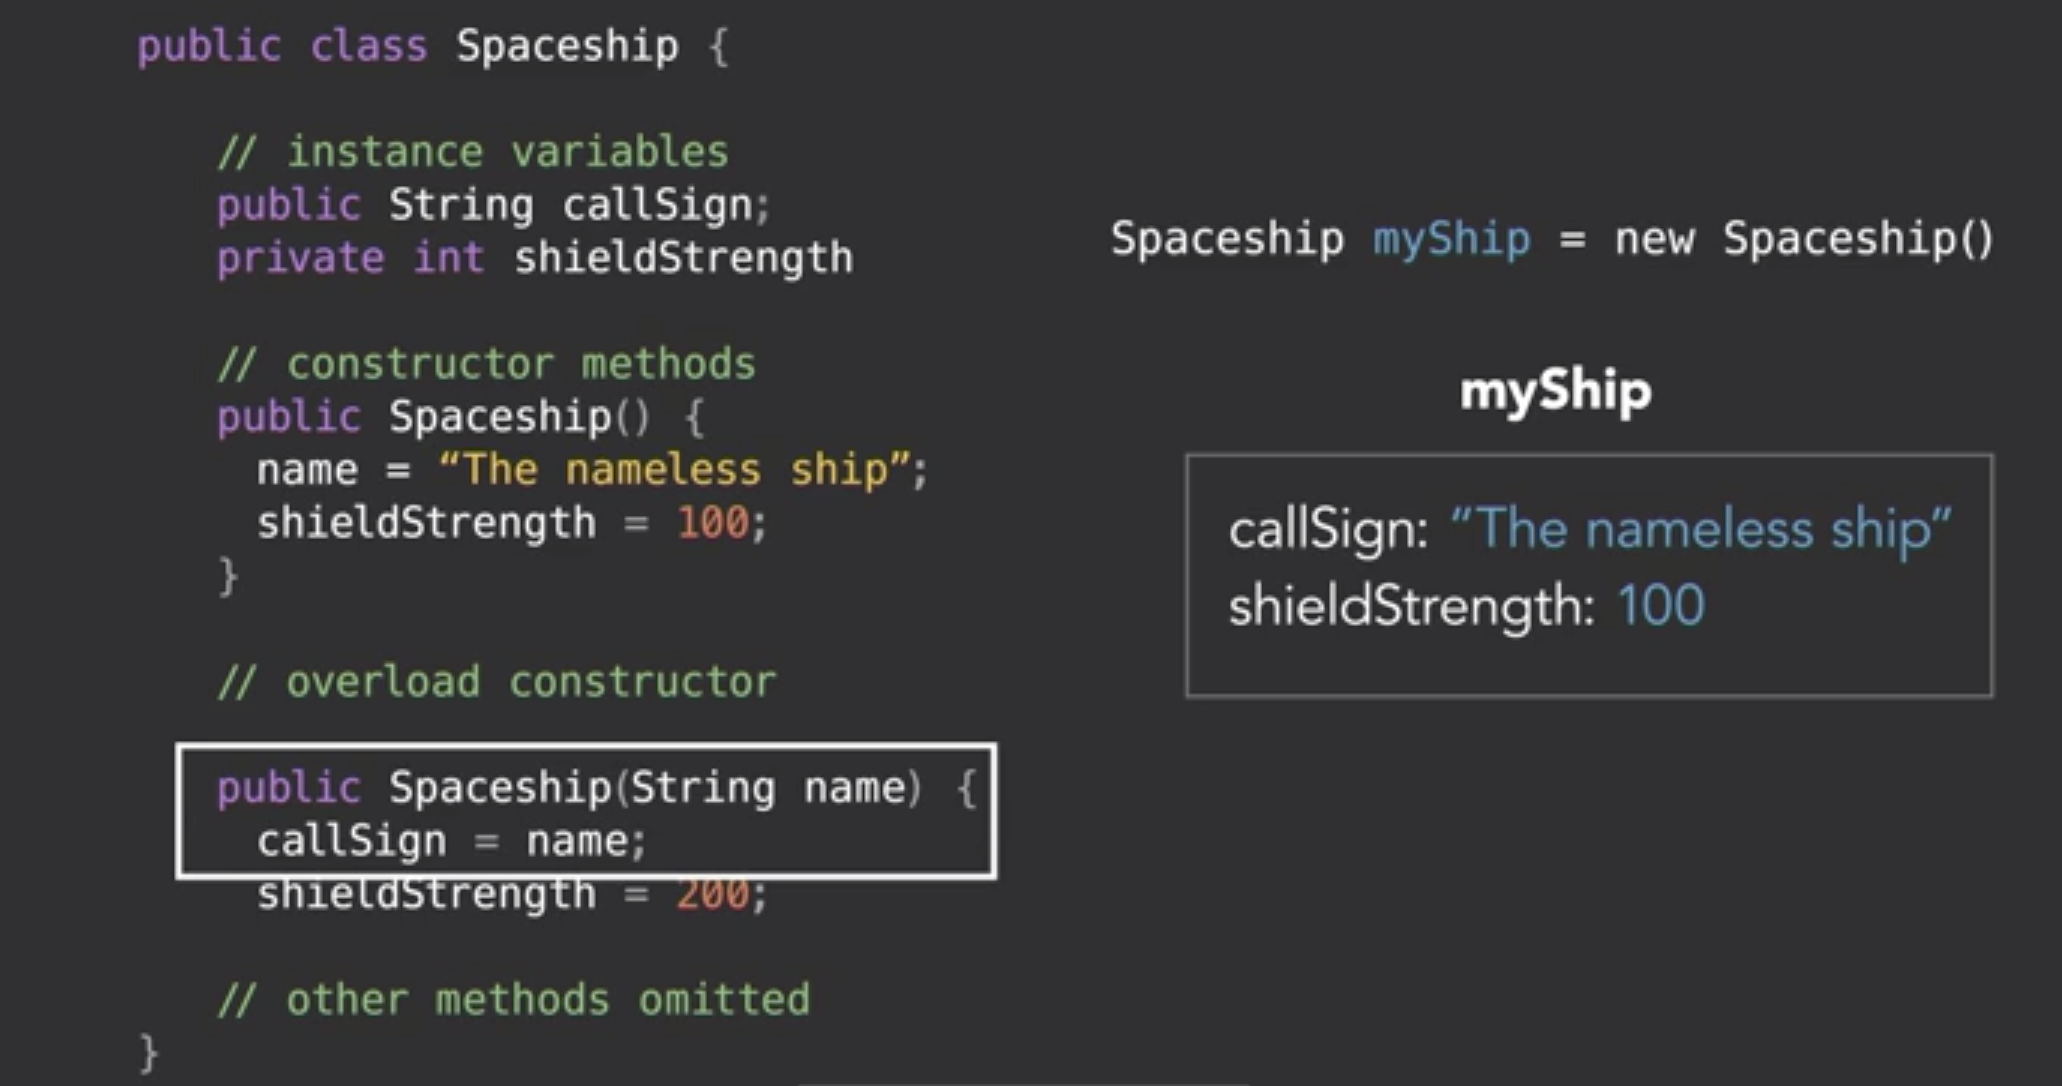 public class Spaceship {
// instance variables
public String callSign;
private int shieldStrength
// constructor methods
public Spaceship() {
name = “The nameless ship”;
shieldStrength = 100;
}
// overload constructor
public Spaceship(String name) {
callSign = name;
shieldStrength = 200;
// other methods omitted
}
Spaceship myShip = new Spaceship()
myShip
callSign: “The nameless ship”
shieldStrength: 100